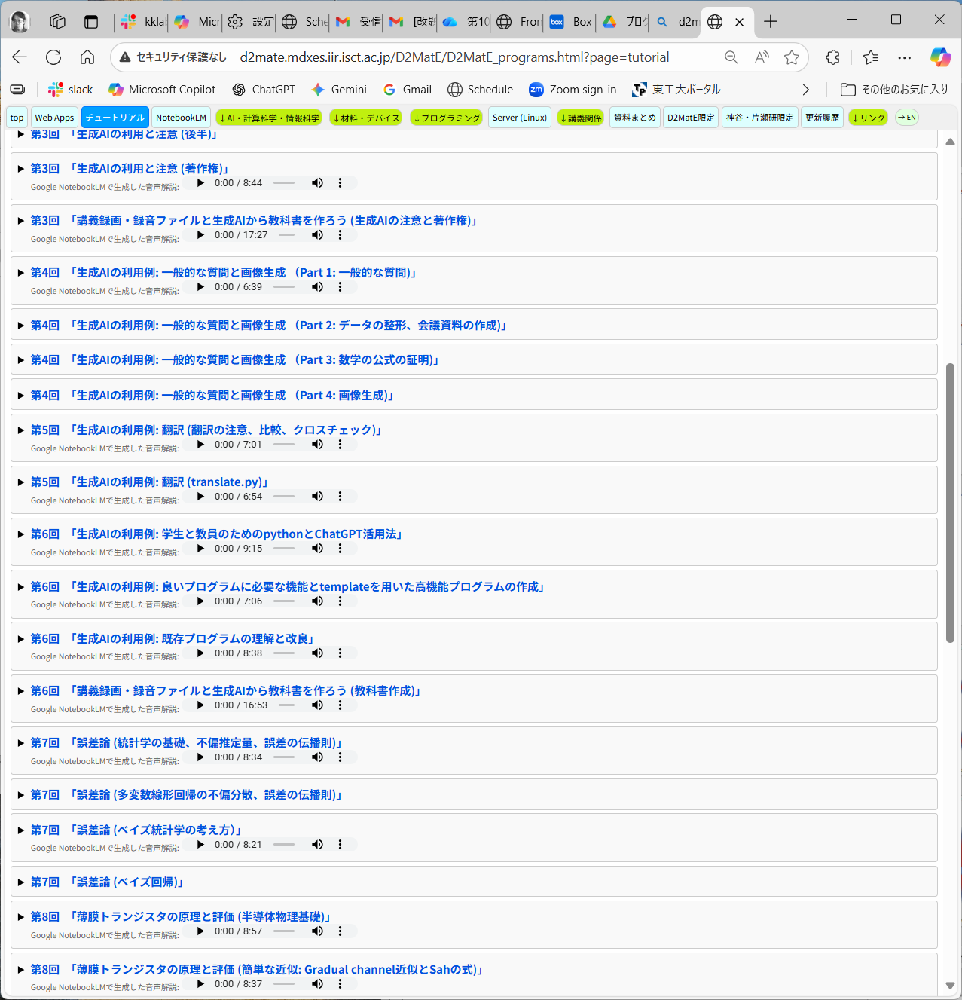 kkla
Micr
設定
Sche
受信
[改題
第10
Fron
Box
プログ
d2m
セキュリティ保護なし d2mate.mdxes.iir.isct.ac.jp/D2MatE/D2MatE_programs.html?page=tutorial
slack Microsoft Copilot ChatGPT Gemini Gmail Schedule Zoom sign-in 東工大ポータル その他のお気に入り
top Web Apps チュートリアル NotebookLM ↓AI・計算科学・情報科学 ↓材料・デバイス ↓プログラミング Server (Linux) ↓講義関係 資料まとめ D2MatE限定 神谷・片瀬研限定 更新履歴 ↓リンク → EN
第3回 「生成AIの利用と注意 (後半)」
第3回 「生成AIの利用と注意 (著作権)」
Google NotebookLMで生成した音声解説: 0:00 / 8:44
第3回 「講義録画・録音ファイルと生成AIから教科書を作ろう (生成AIの注意と著作権)」
Google NotebookLMで生成した音声解説: 0:00 / 17:27
第4回 「生成AIの利用例: 一般的な質問と画像生成 （Part 1: 一般的な質問)」
Google NotebookLMで生成した音声解説: 0:00 / 6:39
第4回 「生成AIの利用例: 一般的な質問と画像生成 （Part 2: データの整形、会議資料の作成)」
第4回 「生成AIの利用例: 一般的な質問と画像生成 （Part 3: 数学の公式の証明)」
第4回 「生成AIの利用例: 一般的な質問と画像生成 （Part 4: 画像生成)」
第5回 「生成AIの利用例: 翻訳 (翻訳の注意、比較、クロスチェック)」
Google NotebookLMで生成した音声解説: 0:00 / 7:01
第5回 「生成AIの利用例: 翻訳 (translate.py)」
Google NotebookLMで生成した音声解説: 0:00 / 6:54
第6回 「生成AIの利用例: 学生と教員のためのpythonとChatGPT活用法」
Google NotebookLMで生成した音声解説: 0:00 / 9:15
第6回 「生成AIの利用例: 良いプログラムに必要な機能とtemplateを用いた高機能プログラムの作成」
Google NotebookLMで生成した音声解説: 0:00 / 7:06
第6回 「生成AIの利用例: 既存プログラムの理解と改良」
Google NotebookLMで生成した音声解説: 0:00 / 8:38
第6回 「講義録画・録音ファイルと生成AIから教科書を作ろう (教科書作成)」
Google NotebookLMで生成した音声解説: 0:00 / 16:53
第7回 「誤差論 (統計学の基礎、不偏推定量、誤差の伝播則)」
Google NotebookLMで生成した音声解説: 0:00 / 8:34
第7回 「誤差論 (多変数線形回帰の不偏分散、誤差の伝播則)」
第7回 「誤差論 (ベイズ統計学の考え方）」
Google NotebookLMで生成した音声解説: 0:00 / 8:21
第7回 「誤差論 (ベイズ回帰)」
第8回 「薄膜トランジスタの原理と評価 (半導体物理基礎)」
Google NotebookLMで生成した音声解説: 0:00 / 8:57
第8回 「薄膜トランジスタの原理と評価 (簡単な近似: Gradual channel近似とSahの式)」
Google NotebookLMで生成した音声解説: 0:00 / 8:37